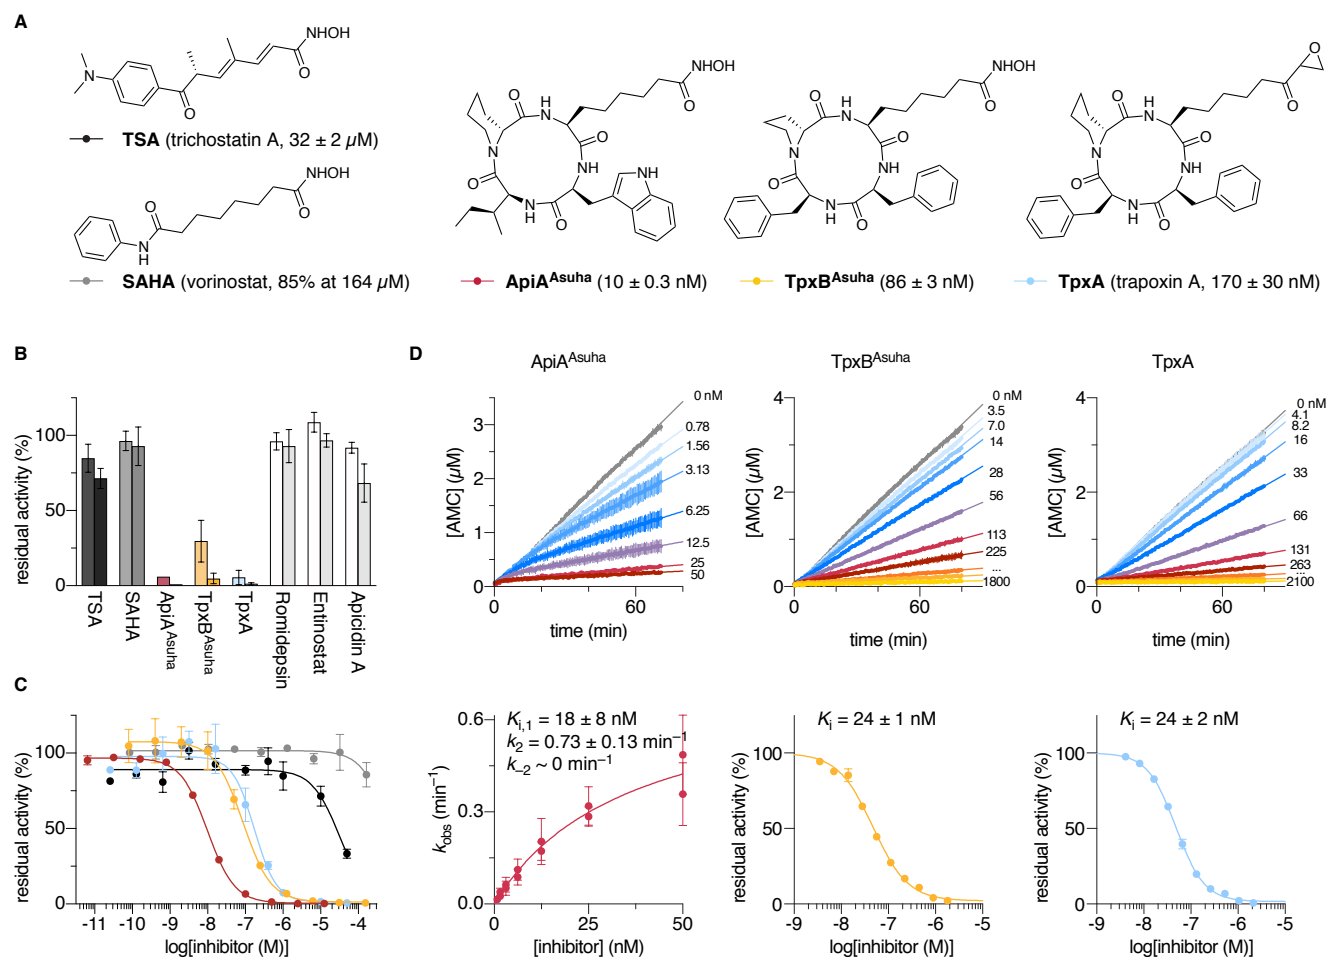 A
N
O
NHOH
O
TSA (trichostatin A, 32 ± 2 µM)
O
N
H
NHOH
O
SAHA (vorinostat, 85% at 164 µM)
O
H
N
O
NH
N
O
N
H
O
NHOH
O
NH
ApiA^Asuha (10 ± 0.3 nM)
O
H
N
O
NH
N
O
N
H
O
NHOH
O
TpxB^Asuha (86 ± 3 nM)
O
H
N
O
NH
N
O
N
H
O
O
O
TpxA (trapoxin A, 170 ± 30 nM)
B
residual activity (%)
100
50
0
TSA
SAHA
ApiA^Asuha
TpxB^Asuha
TpxA
Romidepsin
Entinostat
Apicidin A
C
residual activity (%)
100
50
0
-11 -10 -9 -8 -7 -6 -5 -4
log[inhibitor (M)]
D
ApiA^Asuha
[AMC] (µM)
3
2
1
0
0 60
time (min)
0 nM
0.78
1.56
3.13
6.25
12.5
25
50
TpxB^Asuha
[AMC] (µM)
4
2
0
0 60
time (min)
0 nM
3.5
7.0
14
28
56
113
225
...
1800
TpxA
[AMC] (µM)
4
2
0
0 60
time (min)
0 nM
4.1
8.2
16
33
66
131
263
...
2100
K_i,1 = 18 ± 8 nM
k_2 = 0.73 ± 0.13 min⁻¹
k_-2 ~ 0 min⁻¹
k_obs (min⁻¹)
0.6
0.3
0.0
0 25 50
[inhibitor] (nM)
K_i = 24 ± 1 nM
residual activity (%)
100
50
0
-9 -8 -7 -6 -5
log[inhibitor (M)]
K_i = 24 ± 2 nM
residual activity (%)
100
50
0
-9 -8 -7 -6 -5
log[inhibitor (M)]